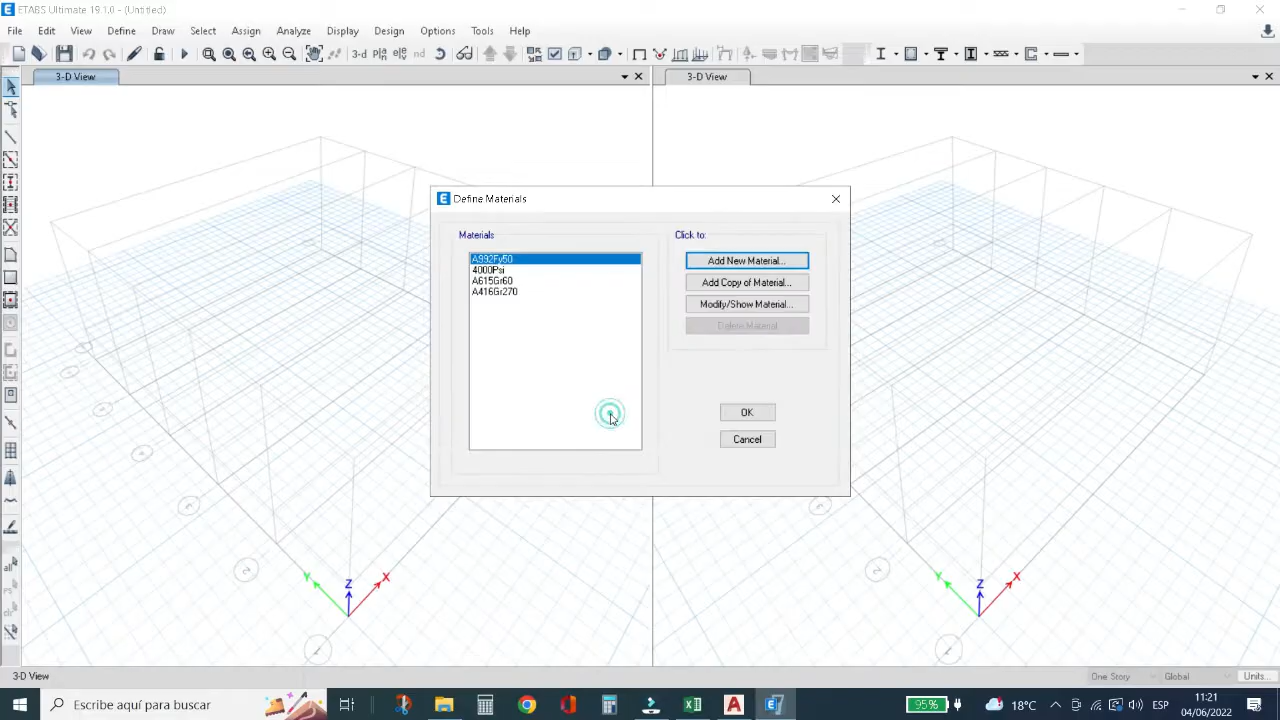 ETABS Ultimate 19.1.0 - (Untitled)
File Edit View Define Draw Select Assign Analyze Display Design Options Tools Help
3-d nd
3-D View
3-D View
Define Materials
Materials
A992Fy50
4000Psi
A615Gr60
A416Gr270
Click to:
Add New Material...
Add Copy of Material...
Modify/Show Material...
Delete Material
OK
Cancel
Y Z X
Y Z X
3-D View
One Story
Global
Units...
Escribe aquí para buscar
95%
18°C
ESP
11:21
04/06/2022